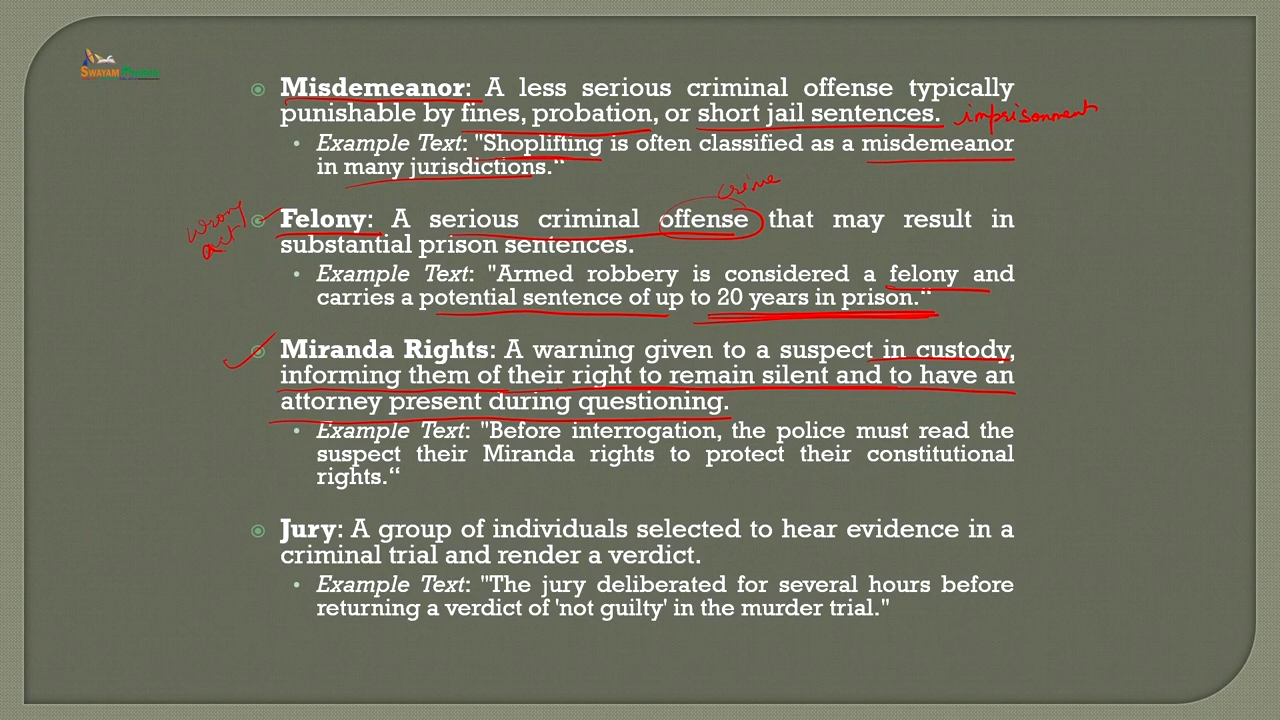 SWAYAM PRABHA
Misdemeanor: A less serious criminal offense typically
punishable by fines, probation, or short jail sentences. imprisonment
• Example Text: "Shoplifting is often classified as a misdemeanor
in many jurisdictions.“
crime
wrong
act
Felony: A serious criminal offense that may result in
substantial prison sentences.
• Example Text: "Armed robbery is considered a felony and
carries a potential sentence of up to 20 years in prison.“
Miranda Rights: A warning given to a suspect in custody,
informing them of their right to remain silent and to have an
attorney present during questioning.
• Example Text: "Before interrogation, the police must read the
suspect their Miranda rights to protect their constitutional
rights.“
Jury: A group of individuals selected to hear evidence in a
criminal trial and render a verdict.
• Example Text: "The jury deliberated for several hours before
returning a verdict of 'not guilty' in the murder trial."